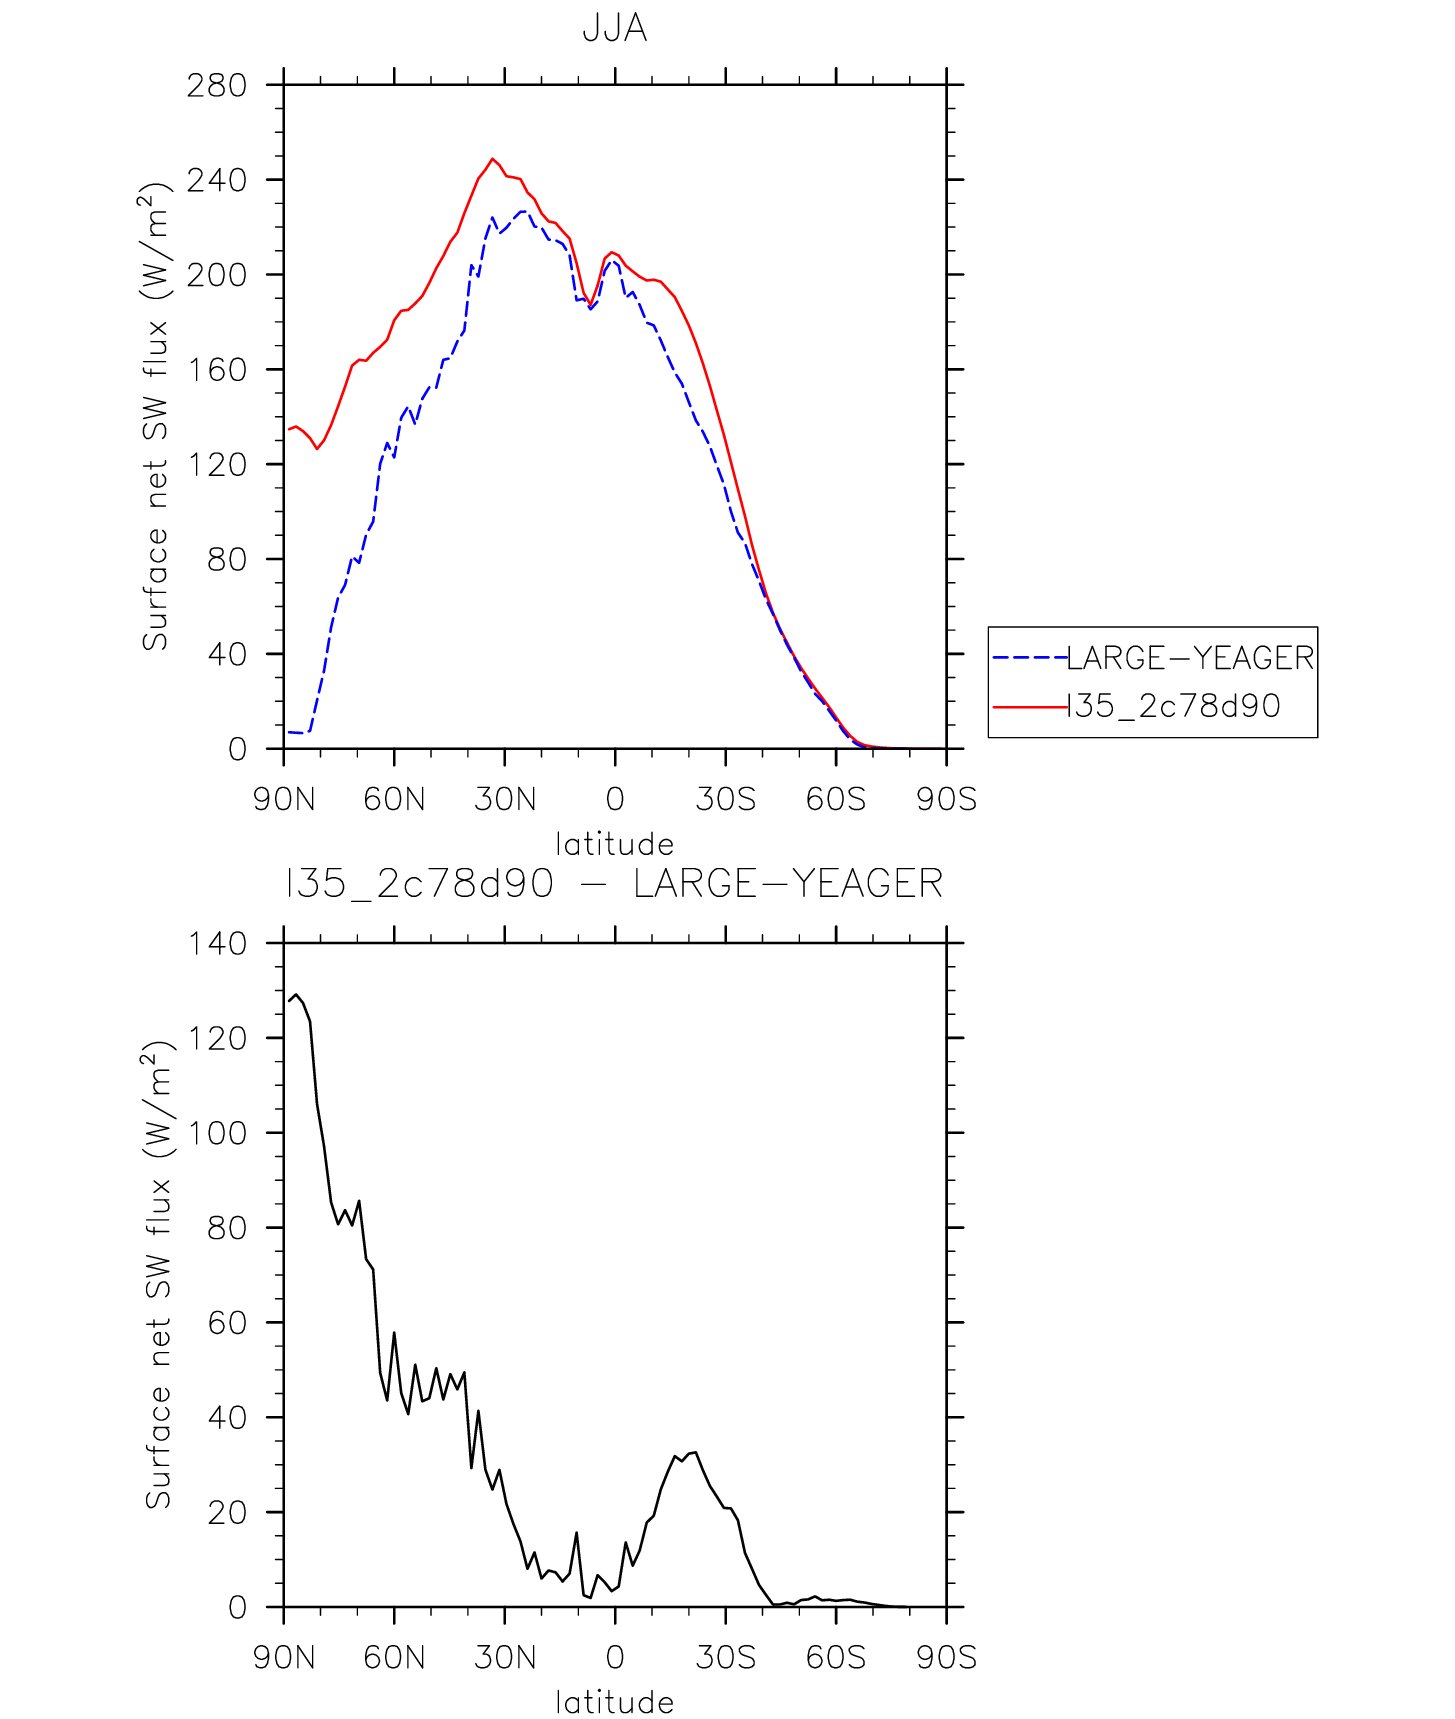 JJA
280
240
200
160
120
80
40
0
Surface net SW flux (W/m²)
90N 60N 30N 0 30S 60S 90S
latitude
LARGE-YEAGER
I35_2c78d90
I35_2c78d90 - LARGE-YEAGER
140
120
100
80
60
40
20
0
Surface net SW flux (W/m²)
90N 60N 30N 0 30S 60S 90S
latitude